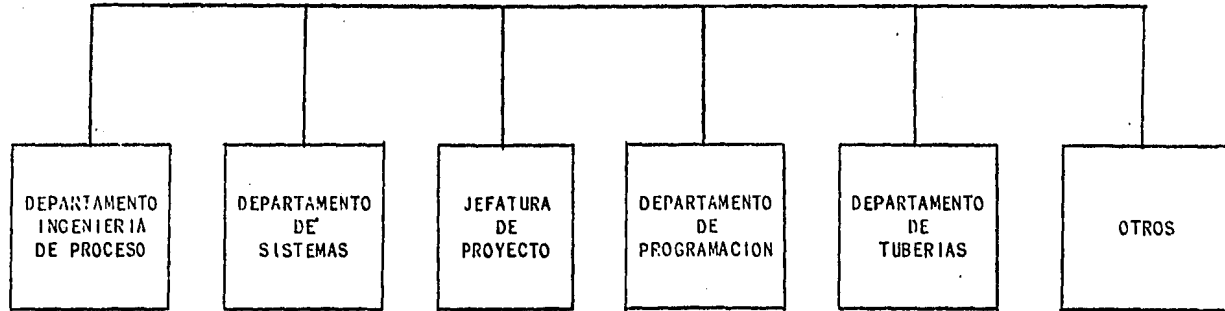 DEPARTAMENTO
INGENIERIA
DE PROCESO
DEPARTAMENTO
DE
SISTEMAS
JEFATURA
DE
PROYECTO
DEPARTAMENTO
DE
PROGRAMACION
DEPARTAMENTO
DE
TUBERIAS
OTROS